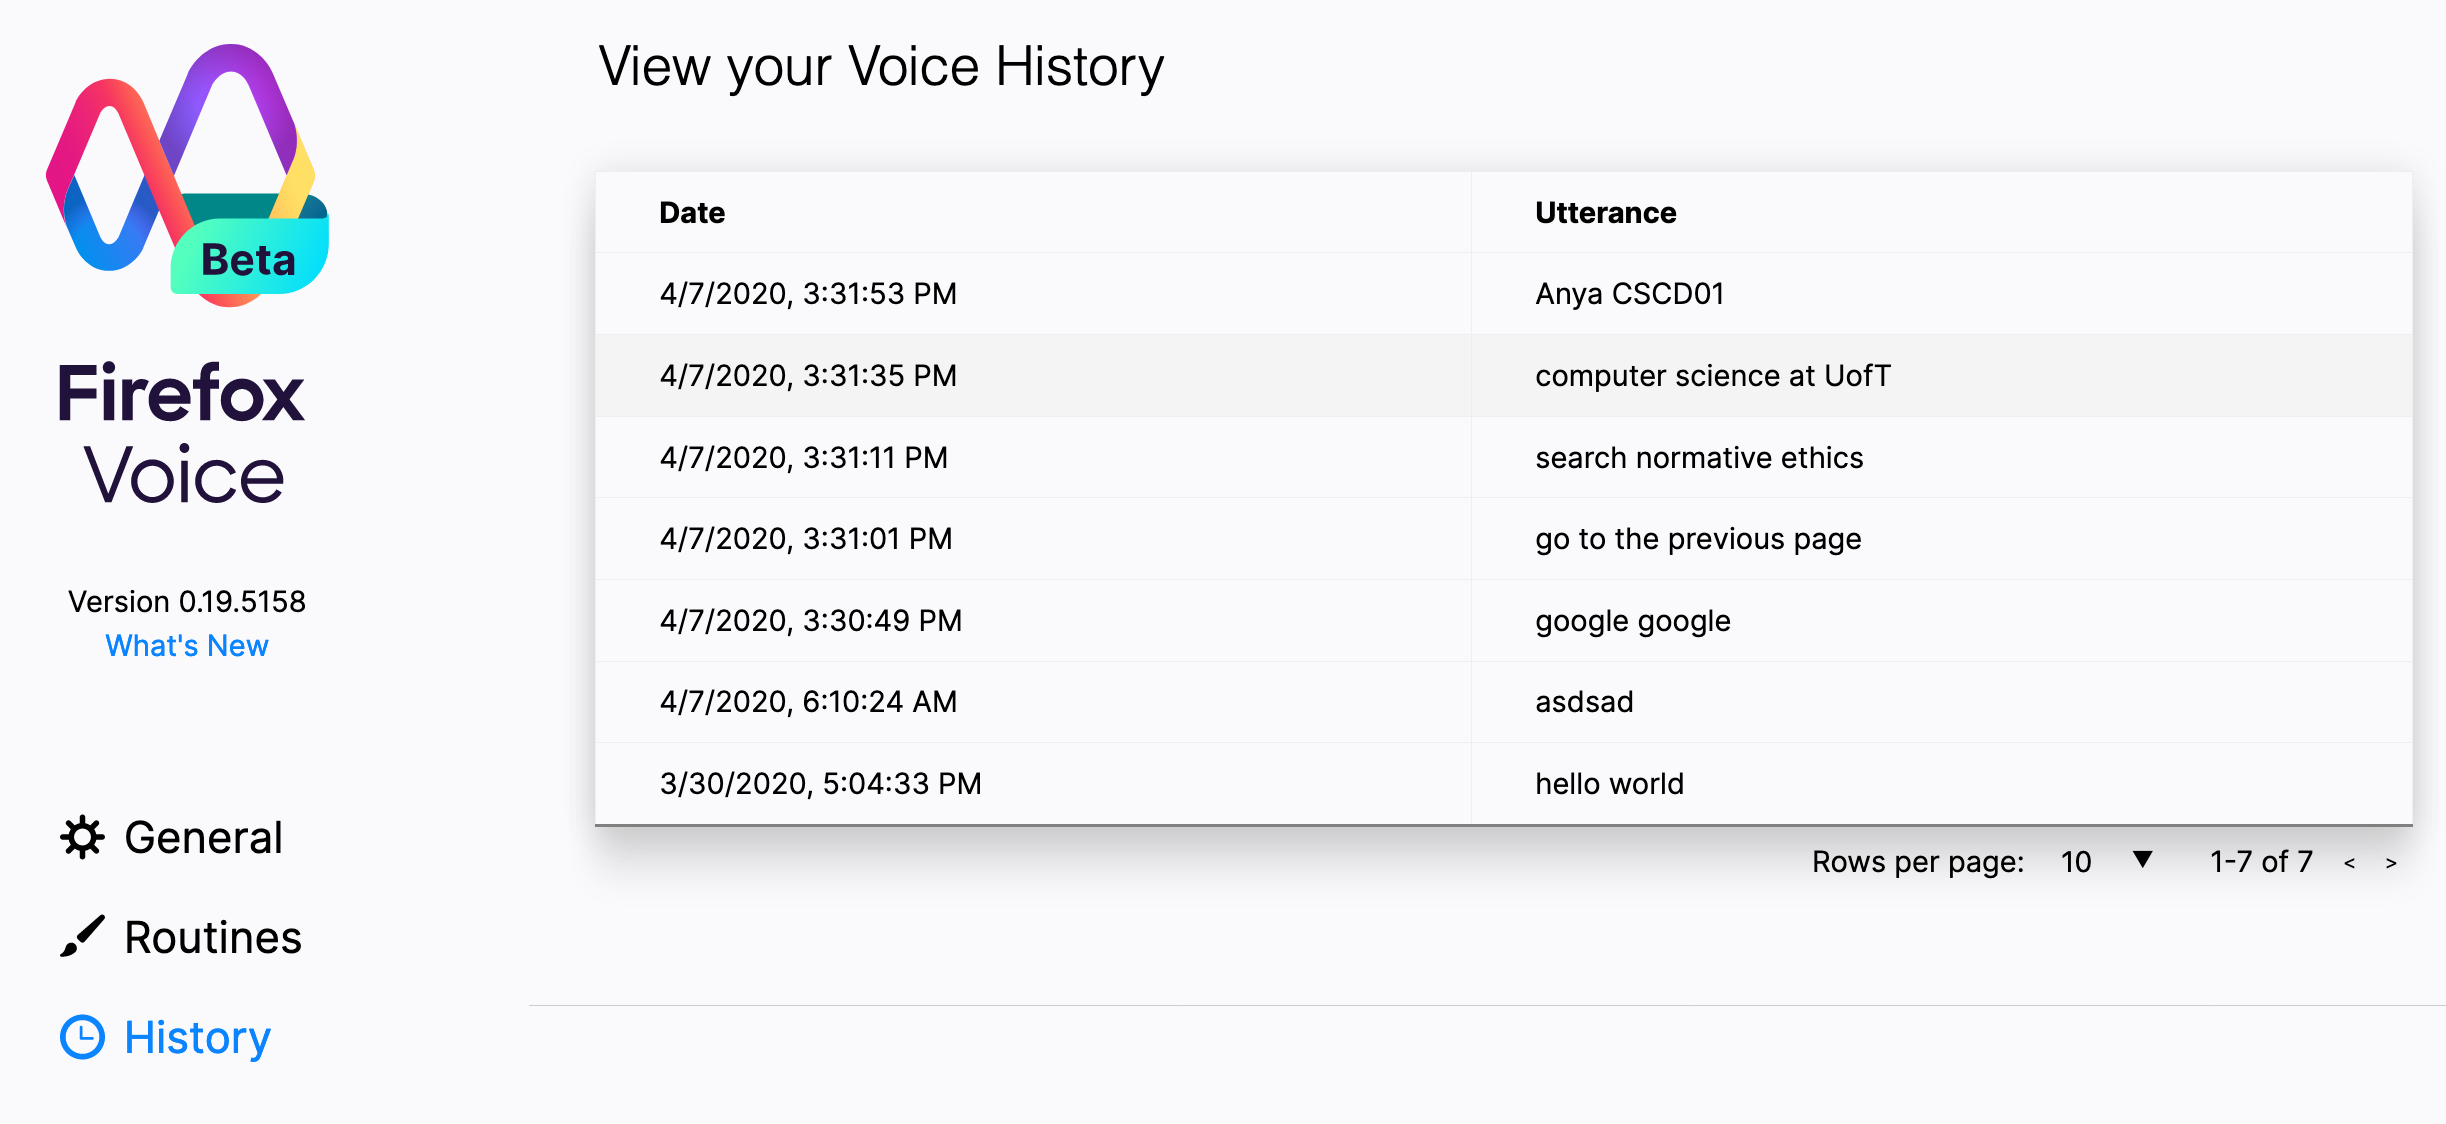 Beta
Firefox
Voice
Version 0.19.5158
What's New
General
Routines
History
View your Voice History
Date Utterance
4/7/2020, 3:31:53 PM Anya CSCD01
4/7/2020, 3:31:35 PM computer science at UofT
4/7/2020, 3:31:11 PM search normative ethics
4/7/2020, 3:31:01 PM go to the previous page
4/7/2020, 3:30:49 PM google google
4/7/2020, 6:10:24 AM asdsad
3/30/2020, 5:04:33 PM hello world
Rows per page: 10 ▼ 1-7 of 7 < >